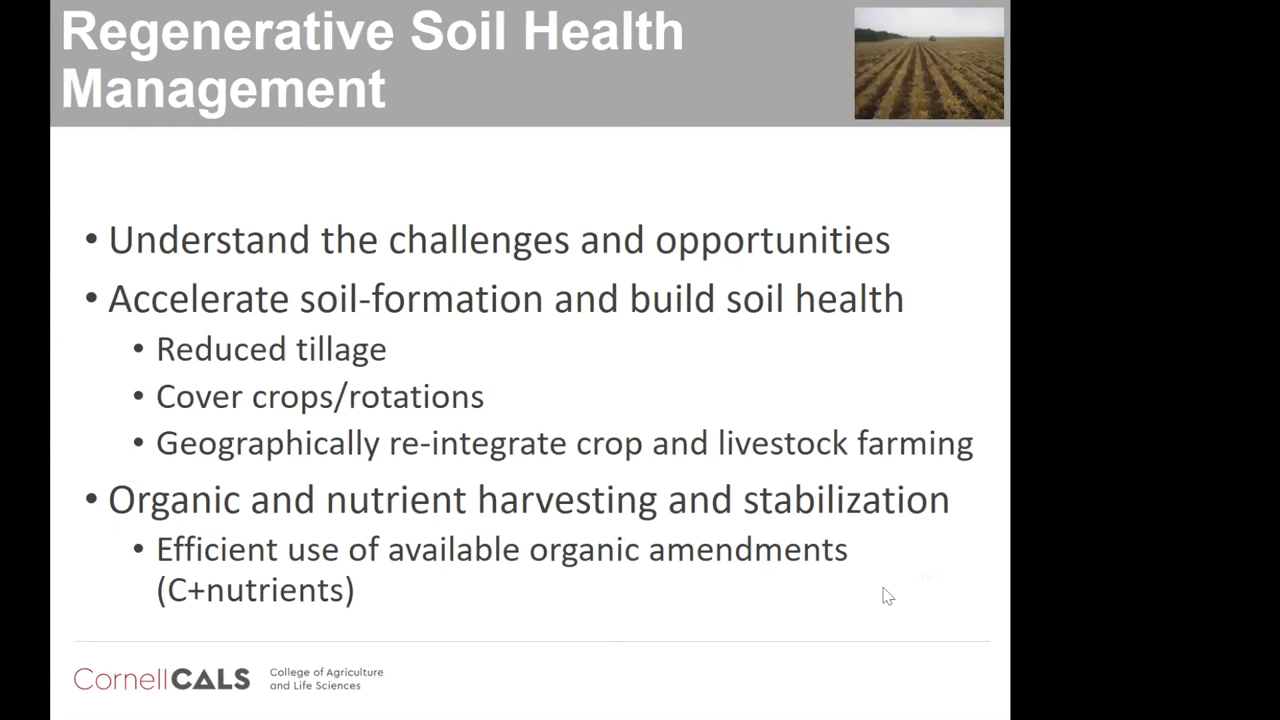 Regenerative Soil Health
Management
• Understand the challenges and opportunities
• Accelerate soil-formation and build soil health
• Reduced tillage
• Cover crops/rotations
• Geographically re-integrate crop and livestock farming
• Organic and nutrient harvesting and stabilization
• Efficient use of available organic amendments
(C+nutrients)
CornellCALS
College of Agriculture
and Life Sciences